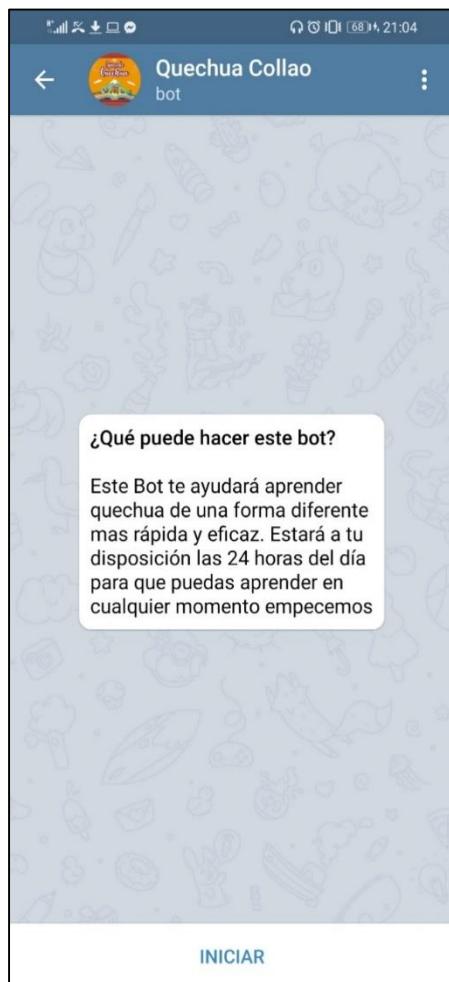 68 21:04
Quechua Collao
bot
¿Qué puede hacer este bot?
Este Bot te ayudará aprender
quechua de una forma diferente
mas rápida y eficaz. Estará a tu
disposición las 24 horas del día
para que puedas aprender en
cualquier momento empecemos
INICIAR